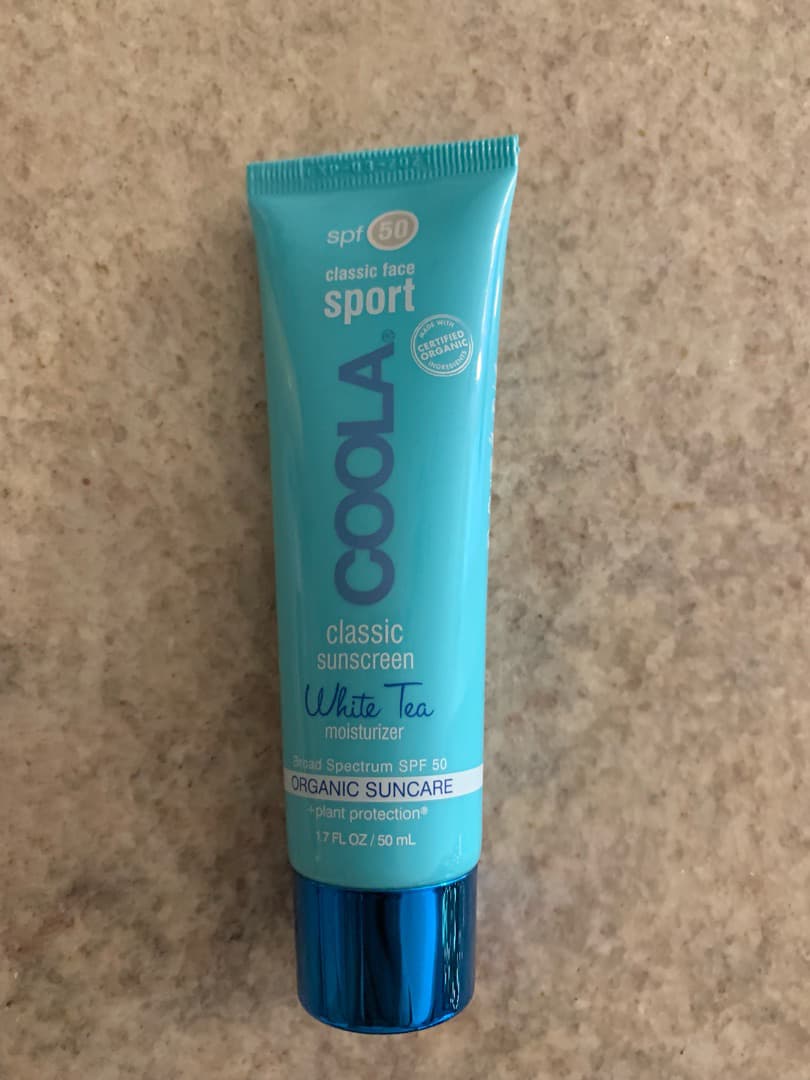 spf 50
classic face
sport
MADE WITH
CERTIFIED
ORGANIC
INGREDIENTS
COOLA®
classic
sunscreen
White Tea
moisturizer
Broad Spectrum SPF 50
ORGANIC SUNCARE
+plant protection®
1.7 FL OZ / 50 mL